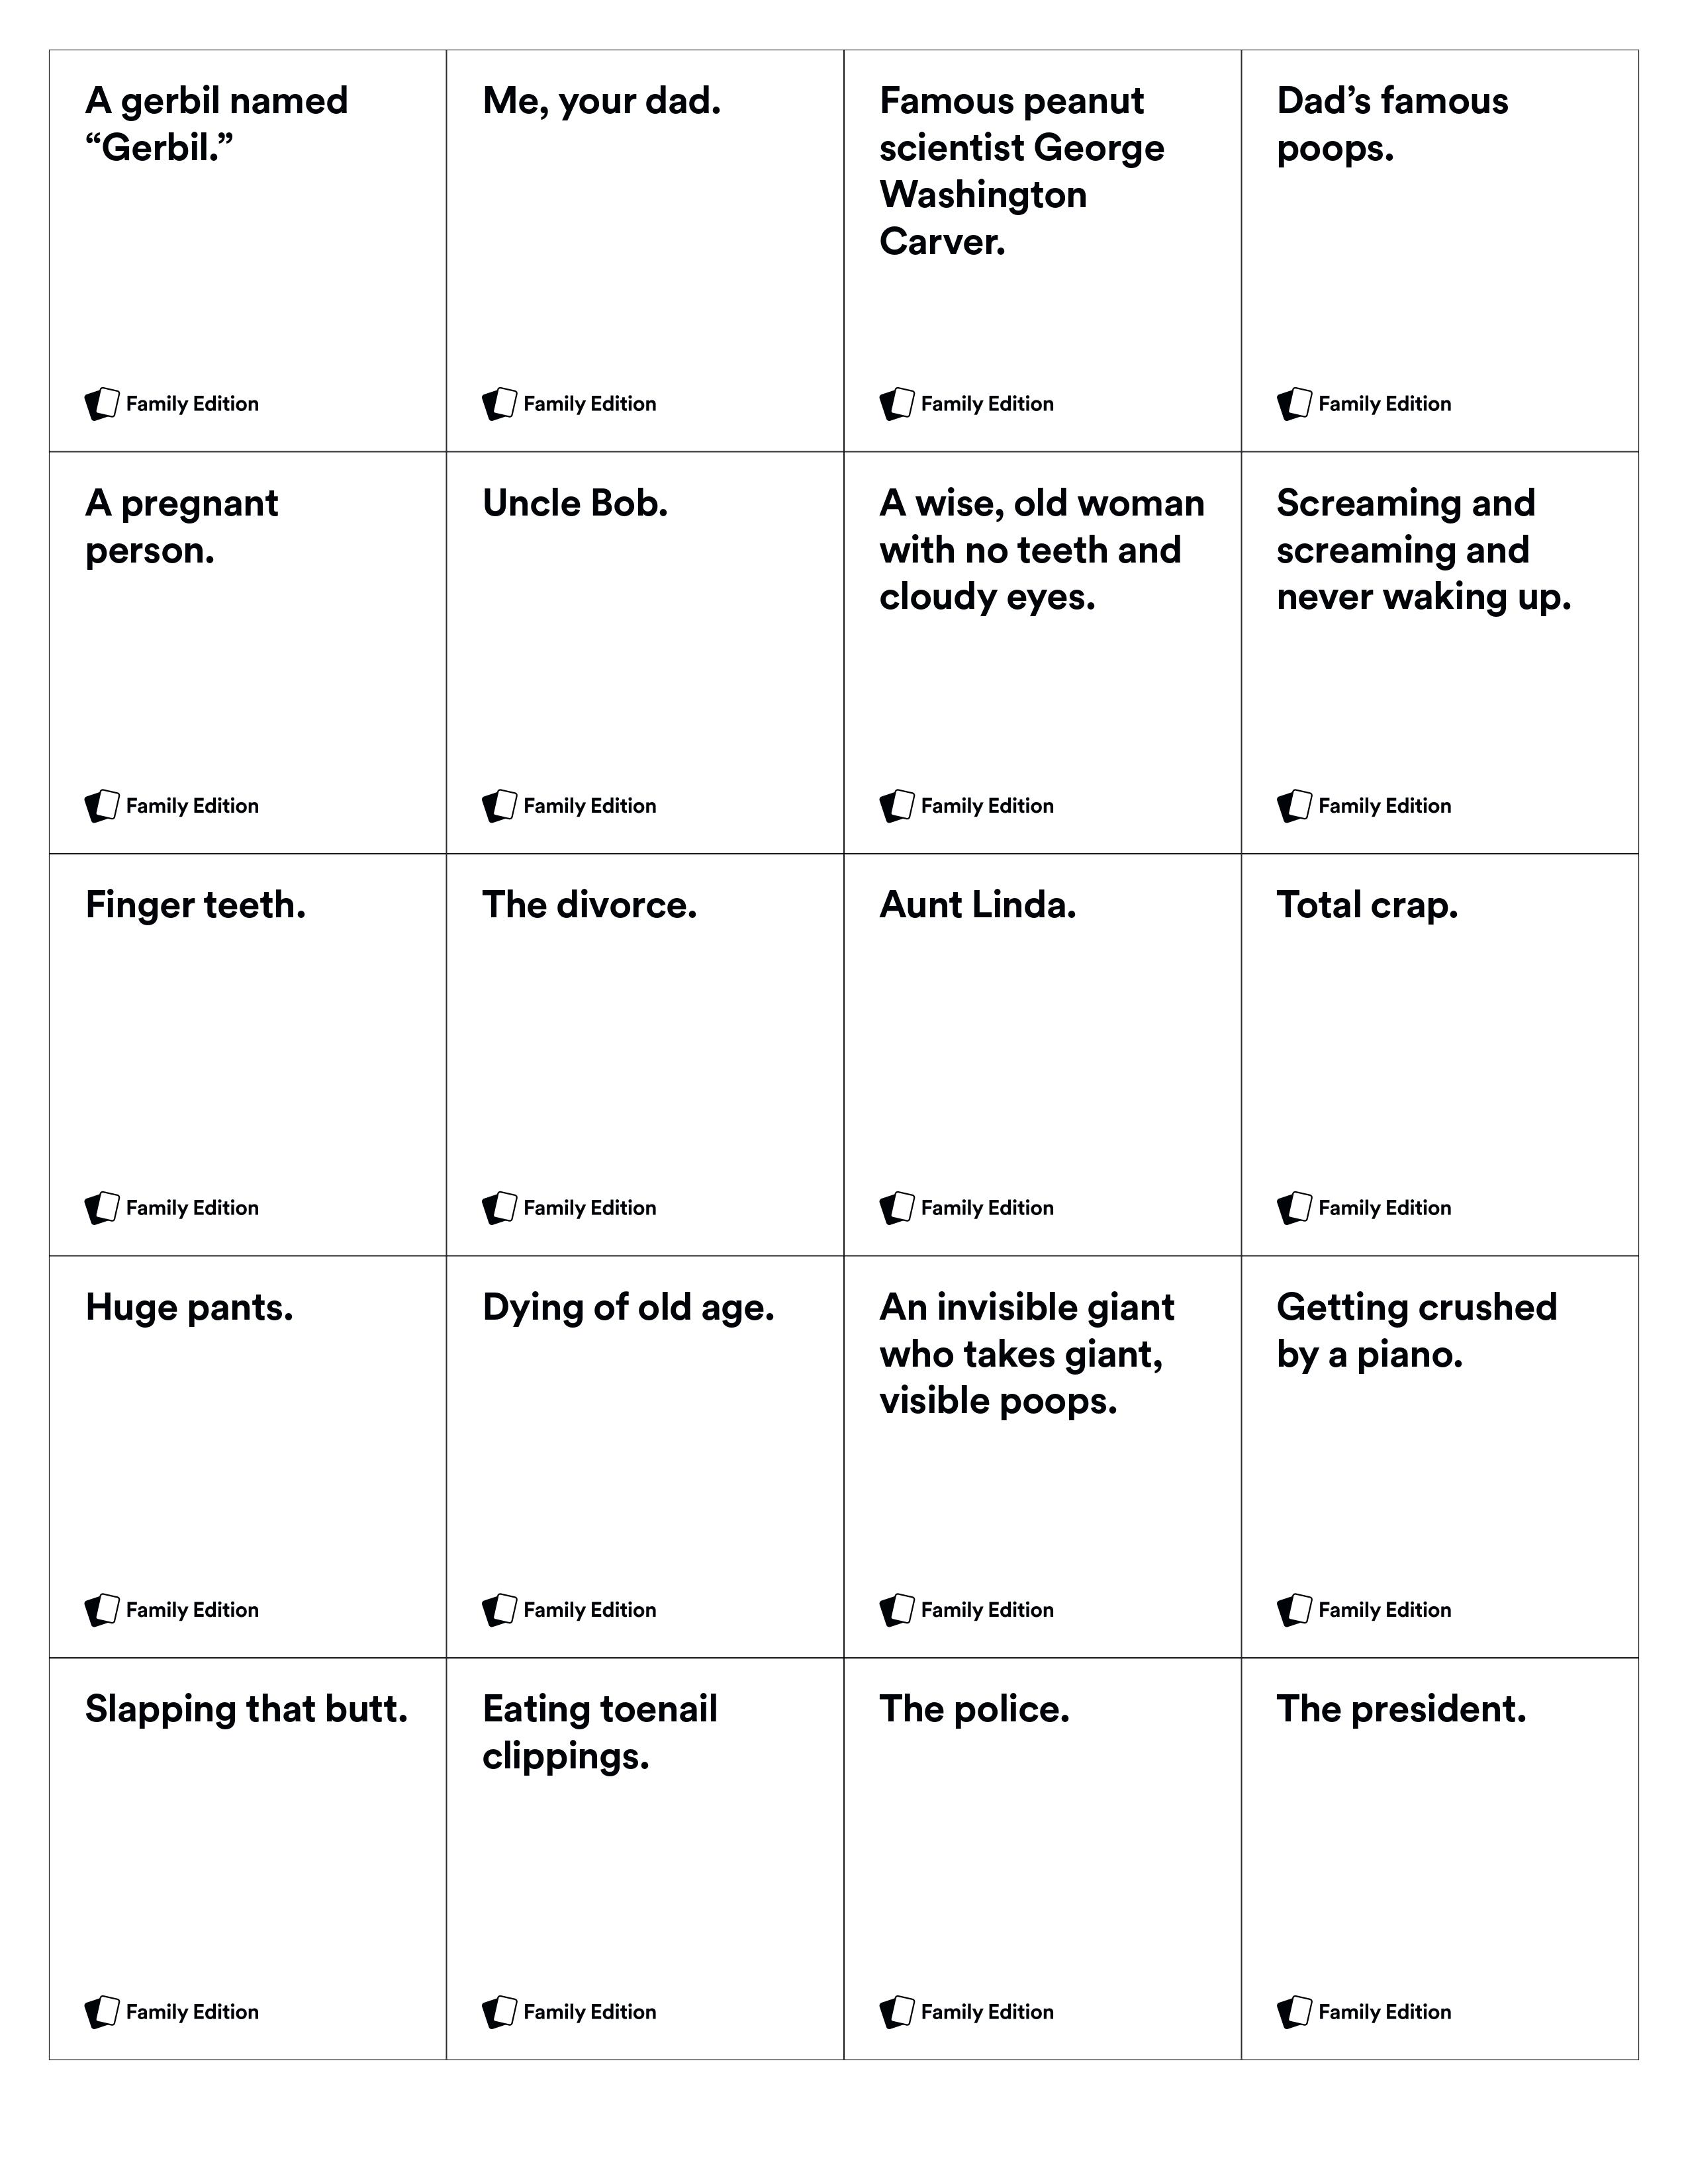 A gerbil named
“Gerbil.”
Family Edition
Me, your dad.
Family Edition
Famous peanut
scientist George
Washington
Carver.
Family Edition
Dad’s famous
poops.
Family Edition
A pregnant
person.
Family Edition
Uncle Bob.
Family Edition
A wise, old woman
with no teeth and
cloudy eyes.
Family Edition
Screaming and
screaming and
never waking up.
Family Edition
Finger teeth.
Family Edition
The divorce.
Family Edition
Aunt Linda.
Family Edition
Total crap.
Family Edition
Huge pants.
Family Edition
Dying of old age.
Family Edition
An invisible giant
who takes giant,
visible poops.
Family Edition
Getting crushed
by a piano.
Family Edition
Slapping that butt.
Family Edition
Eating toenail
clippings.
Family Edition
The police.
Family Edition
The president.
Family Edition